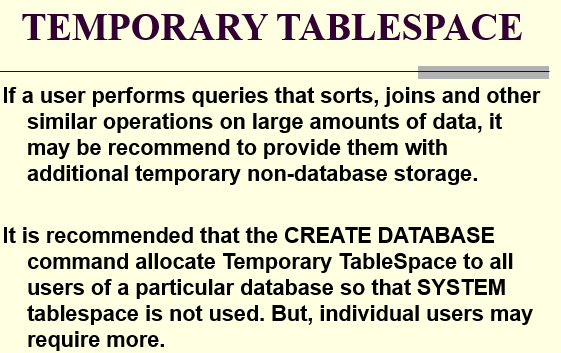 TEMPORARY TABLESPACE
If a user performs queries that sorts, joins and other
similar operations on large amounts of data, it
may be recommend to provide them with
additional temporary non-database storage.
It is recommended that the CREATE DATABASE
command allocate Temporary TableSpace to all
users of a particular database so that SYSTEM
tablespace is not used. But, individual users may
require more.